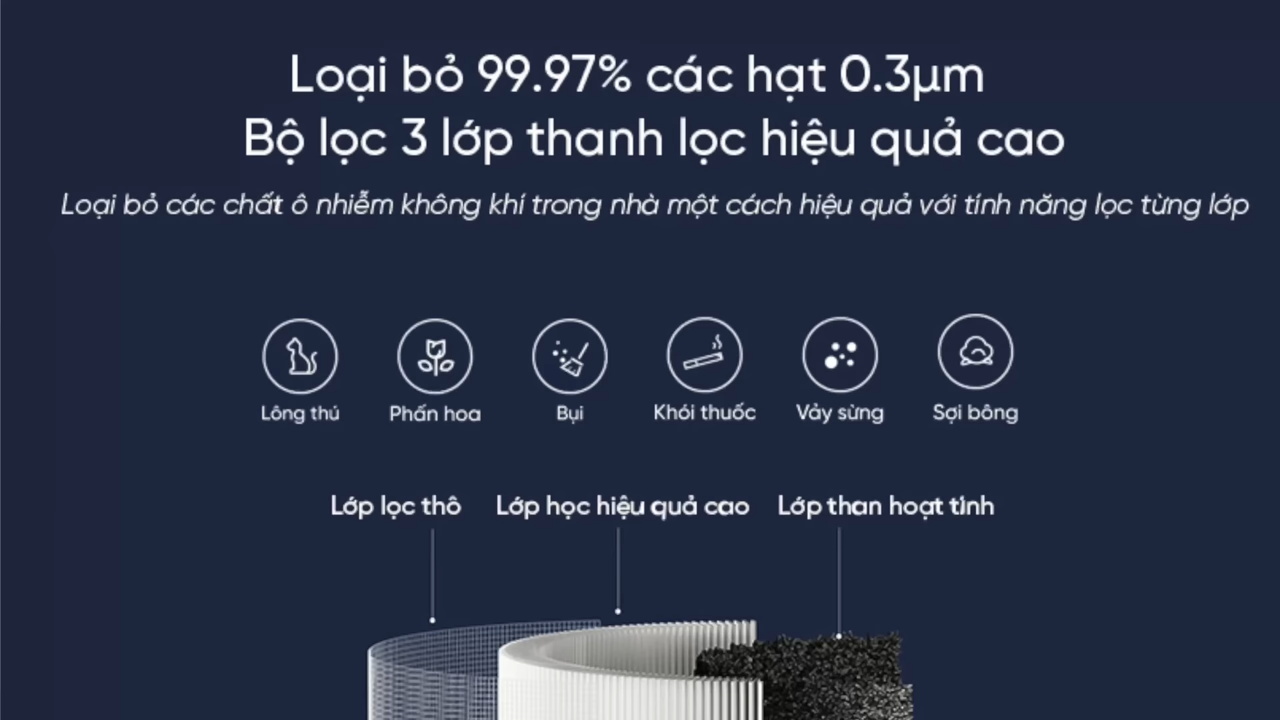 Loại bỏ 99.97% các hạt 0.3µm
Bộ lọc 3 lớp thanh lọc hiệu quả cao
Loại bỏ các chất ô nhiễm không khí trong nhà một cách hiệu quả với tính năng lọc từng lớp
Lông thú Phấn hoa Bụi Khói thuốc Vảy sừng Sợi bông
Lớp lọc thô Lớp học hiệu quả cao Lớp than hoạt tính